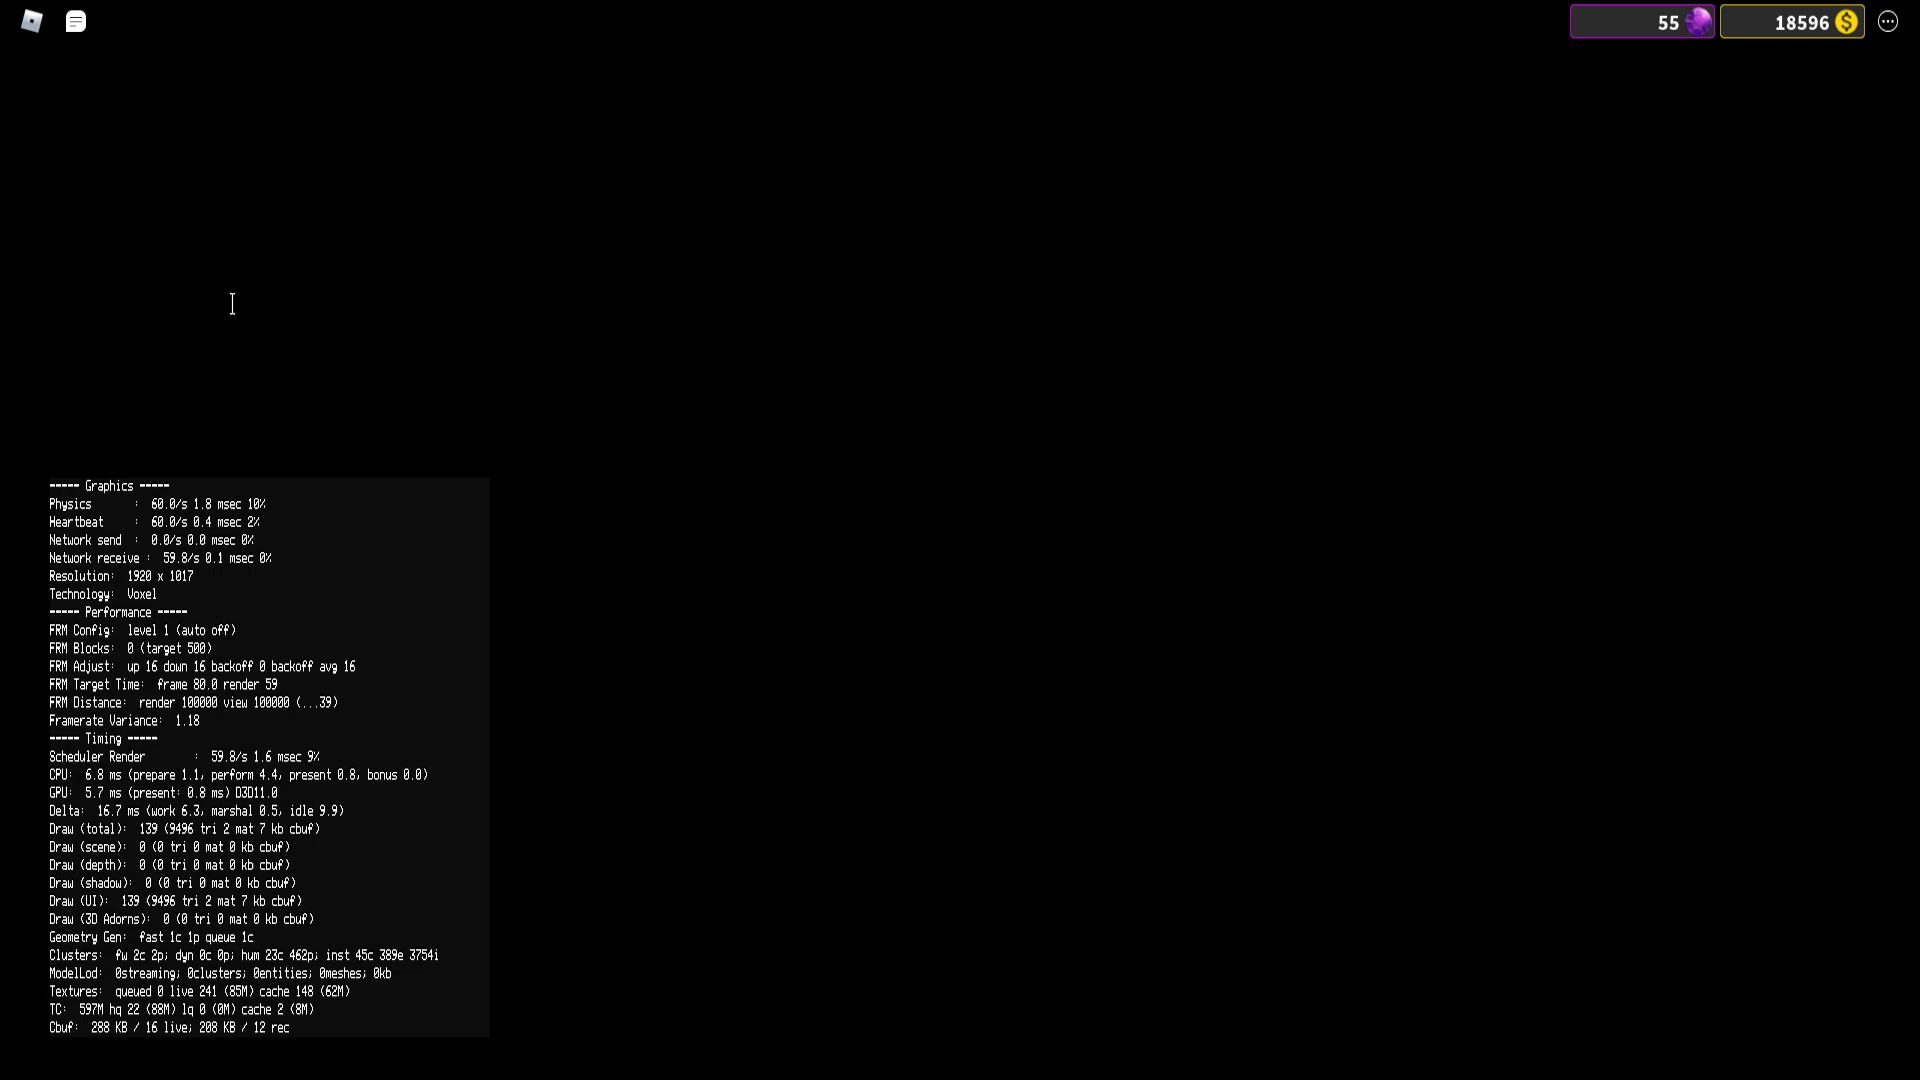 55
18596
----- Graphics -----
Physics : 60.0/s 1.8 msec 10%
Heartbeat : 60.0/s 0.4 msec 2%
Network send : 0.0/s 0.0 msec 0%
Network receive : 59.8/s 0.1 msec 0%
Resolution: 1920 x 1017
Technology: Voxel
----- Performance -----
FRM Config: level 1 (auto off)
FRM Blocks: 0 (target 500)
FRM Adjust: up 16 down 16 backoff 0 backoff avg 16
FRM Target Time: frame 80.0 render 59
FRM Distance: render 100000 view 100000 (...39)
Framerate Variance: 1.18
----- Timing -----
Scheduler Render : 59.8/s 1.6 msec 9%
CPU: 6.8 ms (prepare 1.1, perform 4.4, present 0.8, bonus 0.0)
GPU: 5.7 ms (present: 0.8 ms) D3D11.0
Delta: 16.7 ms (work 6.3, marshal 0.5, idle 9.9)
Draw (total): 139 (9496 tri 2 mat 7 kb cbuf)
Draw (scene): 0 (0 tri 0 mat 0 kb cbuf)
Draw (depth): 0 (0 tri 0 mat 0 kb cbuf)
Draw (shadow): 0 (0 tri 0 mat 0 kb cbuf)
Draw (UI): 139 (9496 tri 2 mat 7 kb cbuf)
Draw (3D Adorns): 0 (0 tri 0 mat 0 kb cbuf)
Geometry Gen: fast 1c 1p queue 1c
Clusters: fw 2c 2p; dyn 0c 0p; hum 23c 462p; inst 45c 389e 3754i
ModelLod: 0streaming; 0clusters; 0entities; 0meshes; 0kb
Textures: queued 0 live 241 (85M) cache 148 (62M)
TC: 597M hq 22 (88M) lq 0 (0M) cache 2 (8M)
Cbuf: 288 KB / 16 live; 208 KB / 12 rec